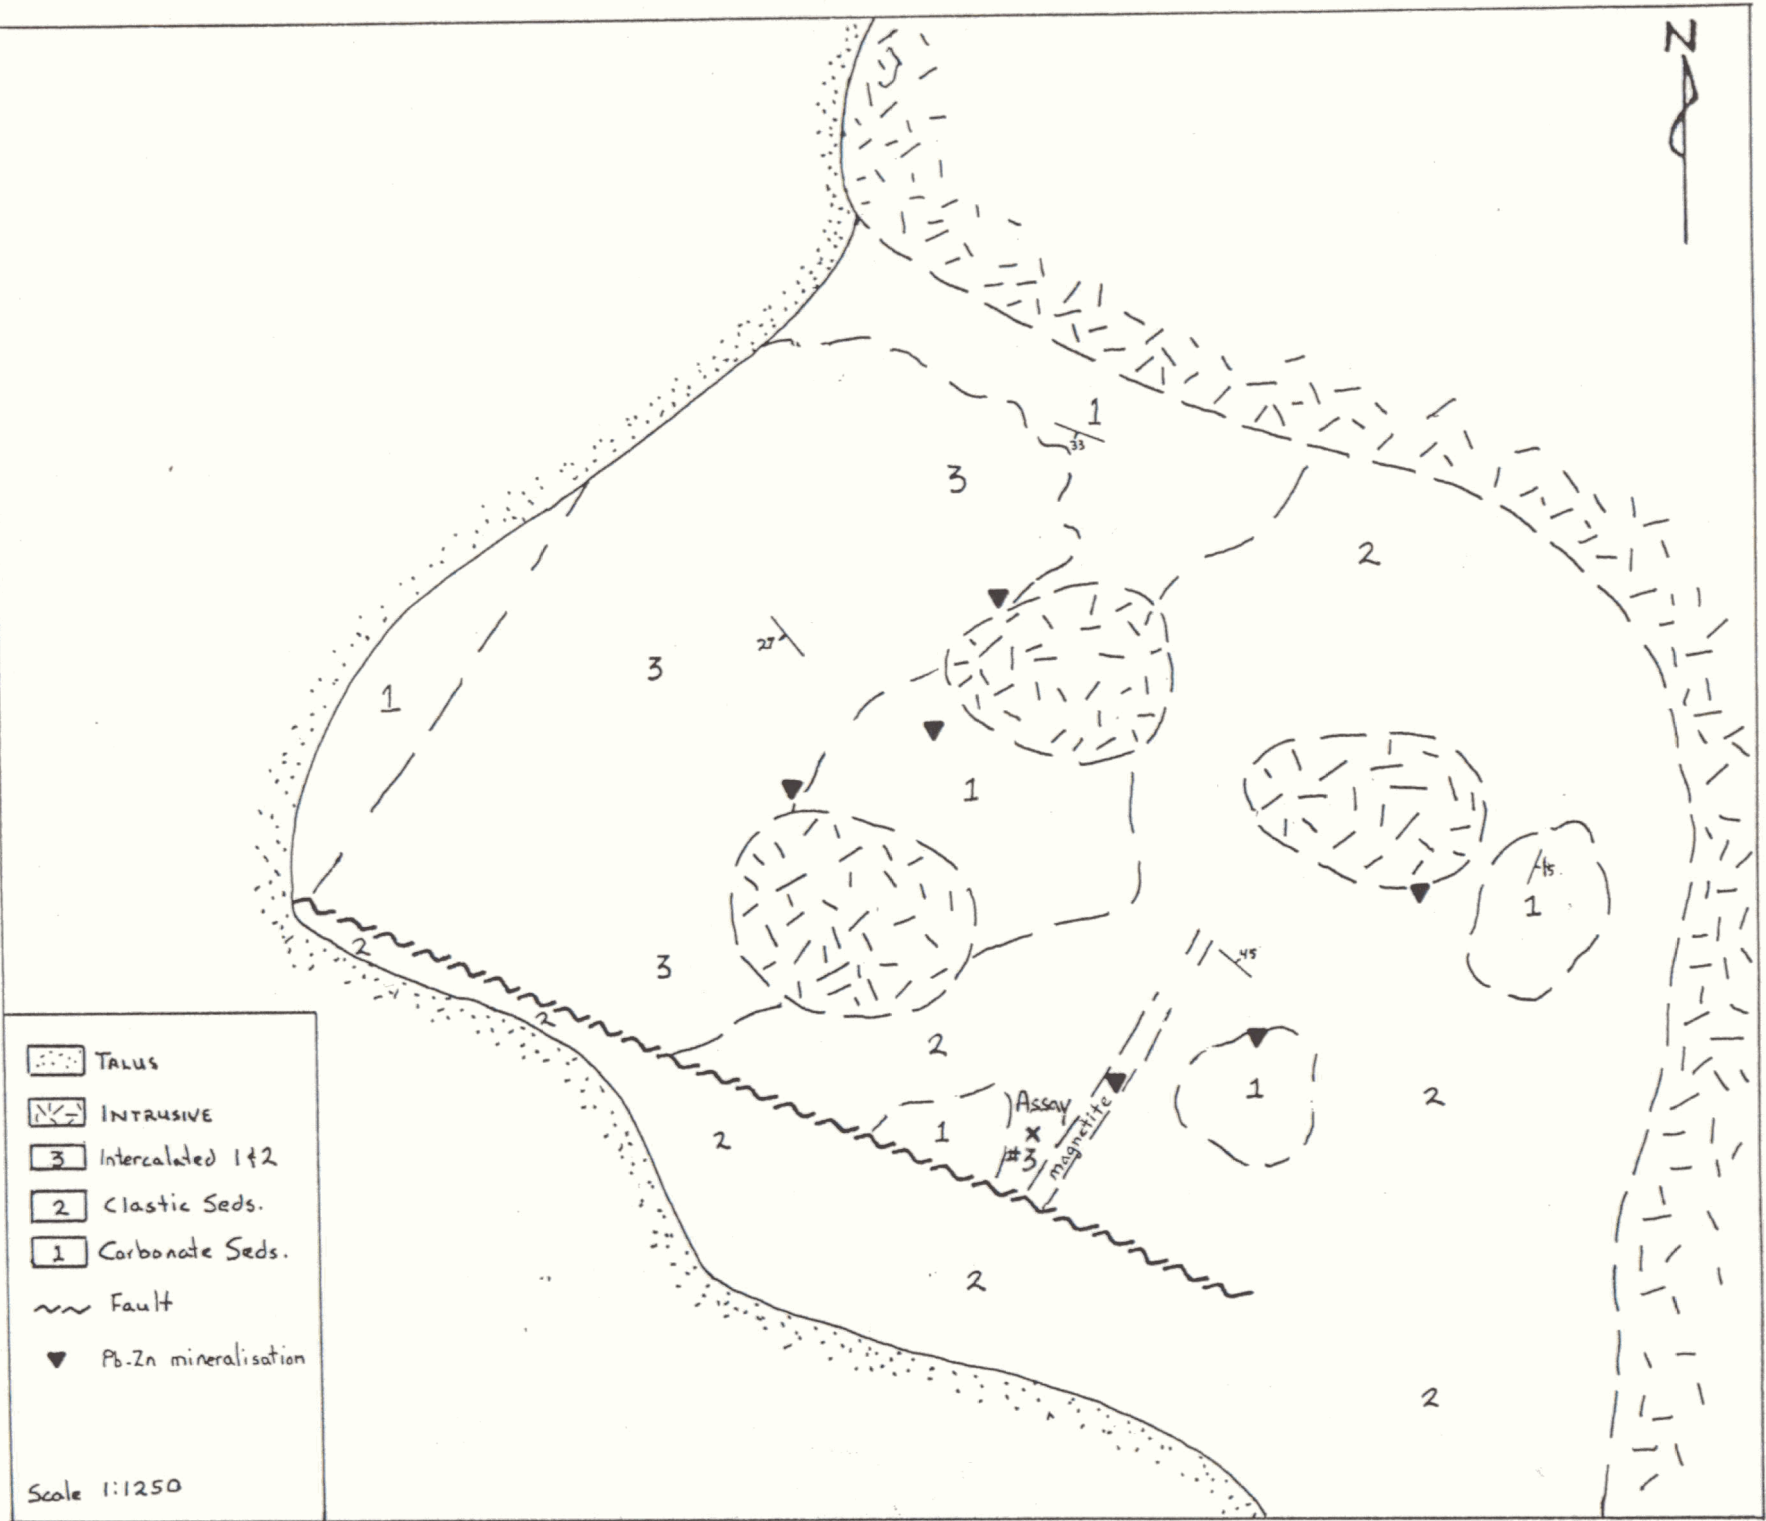 N
1
33
3
2
27
3
1
1
15
1
45
3
2
2
2
1
Assay
x
#3
magnetite
1
2
2
2
2
Talus
Intrusive
3 Intercalated 1&2
2 Clastic Seds.
1 Carbonate Seds.
Fault
Pb-Zn mineralisation
Scale 1:1250